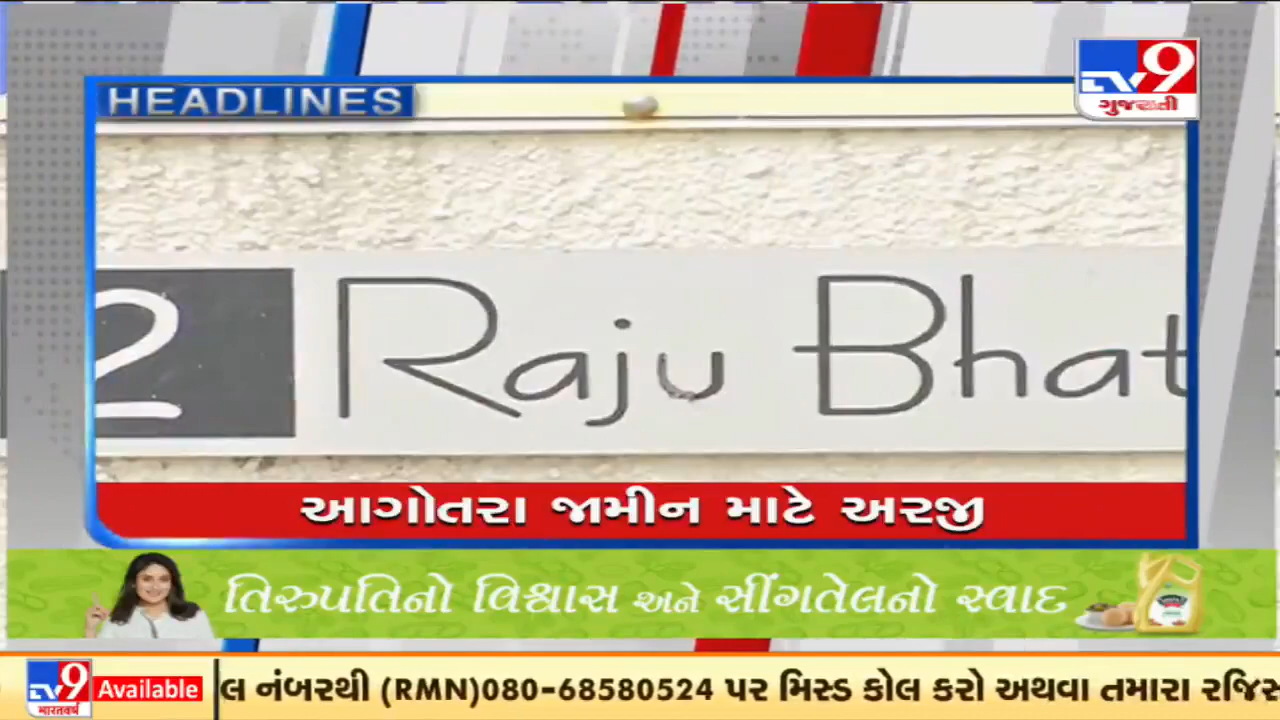 HEADLINES
TV9
ગુજરાતી
2 Raju Bhat
આગોતરા જામીન માટે અરજી
તિરુપતિનો વિશ્વાસ અને સીંગતેલનો સ્વાદ
TV9
भारतवर्ष
Available
લ નંબરથી (RMN)080-68580524 પર મિસ્ડ કોલ કરો અથવા તમારા રજિસ